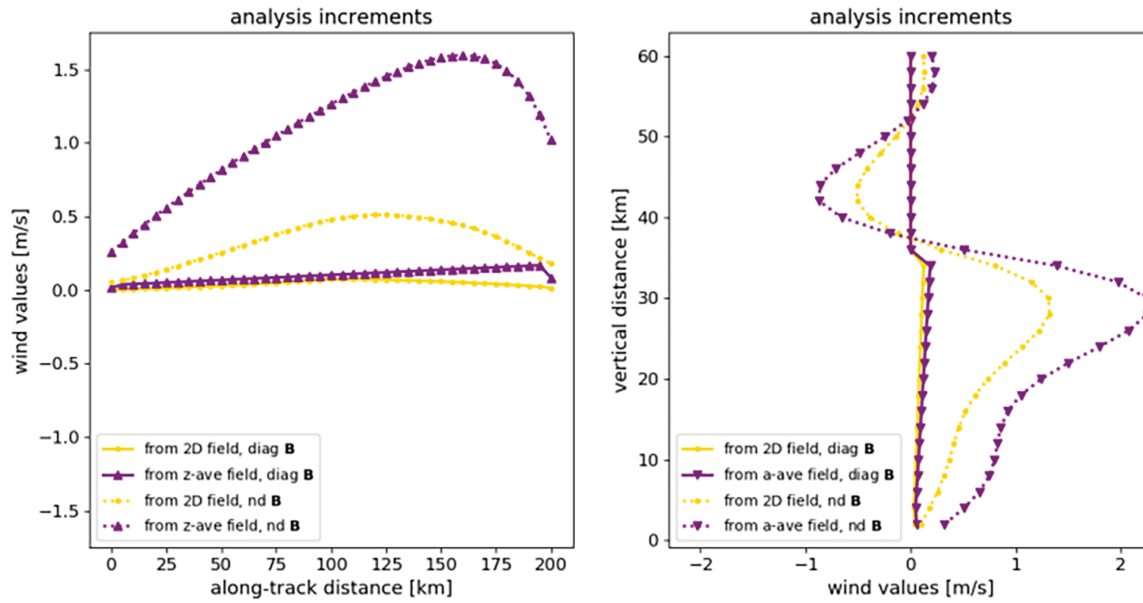 analysis increments
wind values [m/s]
1.5
1.0
0.5
0.0
−0.5
−1.0
−1.5
from 2D field, diag B
from z-ave field, diag B
from 2D field, nd B
from z-ave field, nd B
0
25
50
75
100
125
150
175
200
along-track distance [km]
analysis increments
vertical distance [km]
60
50
40
30
20
10
0
from 2D field, diag B
from a-ave field, diag B
from 2D field, nd B
from a-ave field, nd B
−2
−1
0
1
2
wind values [m/s]